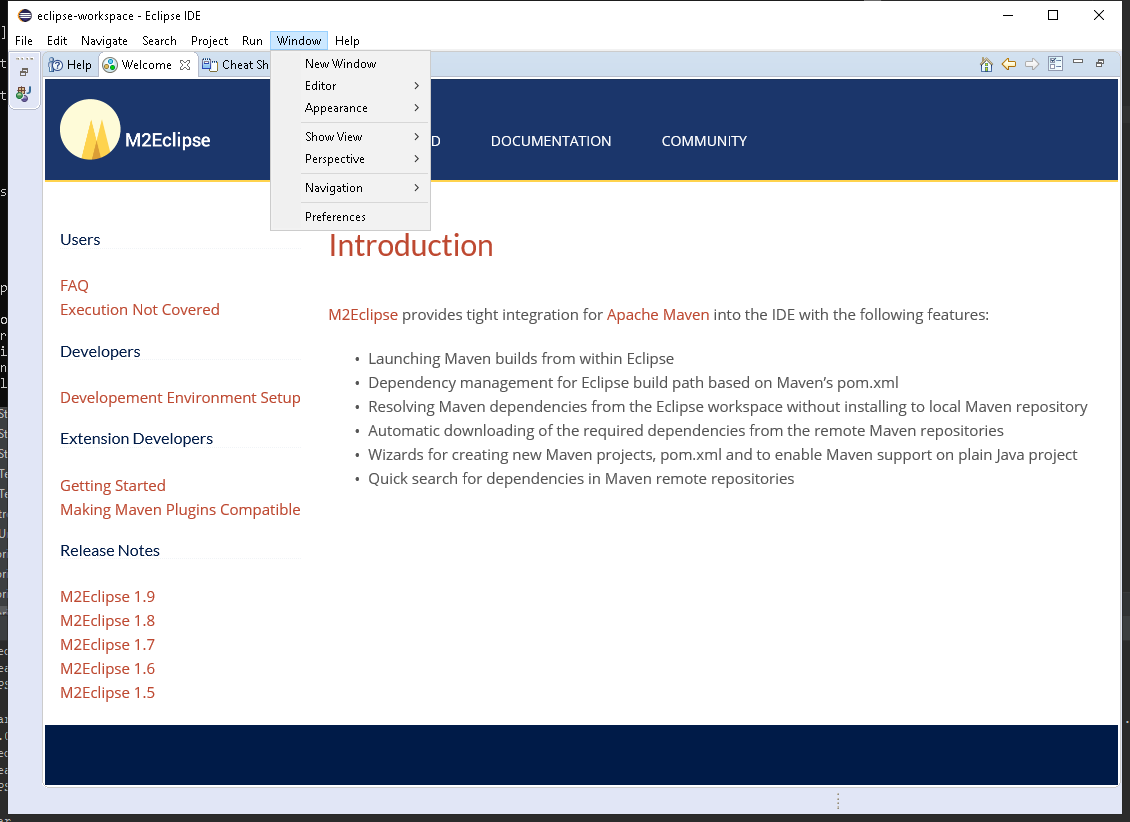 eclipse-workspace - Eclipse IDE
File Edit Navigate Search Project Run Window Help
Help Welcome Cheat Sh
New Window
Editor
Appearance
Show View
Perspective
Navigation
Preferences
M2Eclipse
D DOCUMENTATION COMMUNITY
Users
FAQ
Execution Not Covered
Developers
Developement Environment Setup
Extension Developers
Getting Started
Making Maven Plugins Compatible
Release Notes
M2Eclipse 1.9
M2Eclipse 1.8
M2Eclipse 1.7
M2Eclipse 1.6
M2Eclipse 1.5
Introduction
M2Eclipse provides tight integration for Apache Maven into the IDE with the following features:
• Launching Maven builds from within Eclipse
• Dependency management for Eclipse build path based on Maven’s pom.xml
• Resolving Maven dependencies from the Eclipse workspace without installing to local Maven repository
• Automatic downloading of the required dependencies from the remote Maven repositories
• Wizards for creating new Maven projects, pom.xml and to enable Maven support on plain Java project
• Quick search for dependencies in Maven remote repositories